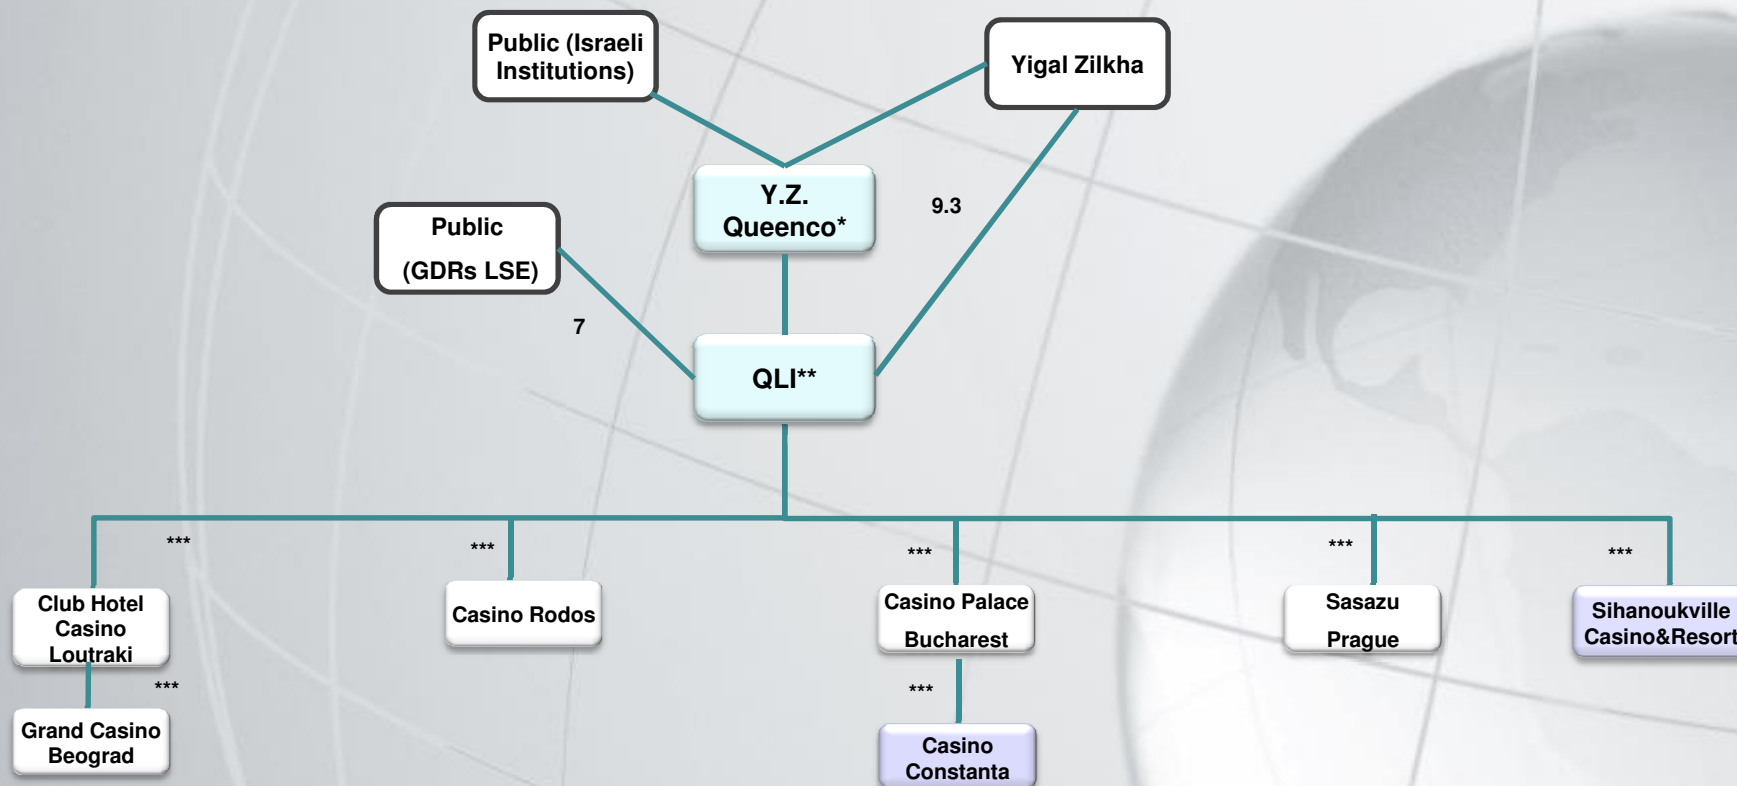 Public (Israeli
Institutions)
Yigal Zilkha
Y.Z.
Queenco*
9.3
Public
(GDRs LSE)
7
QLI**
***
***
***
***
***
Club Hotel
Casino
Loutraki
Casino Rodos
Casino Palace
Bucharest
Sasazu
Prague
Sihanoukville
Casino&Resort
***
***
Grand Casino
Beograd
Casino
Constanta